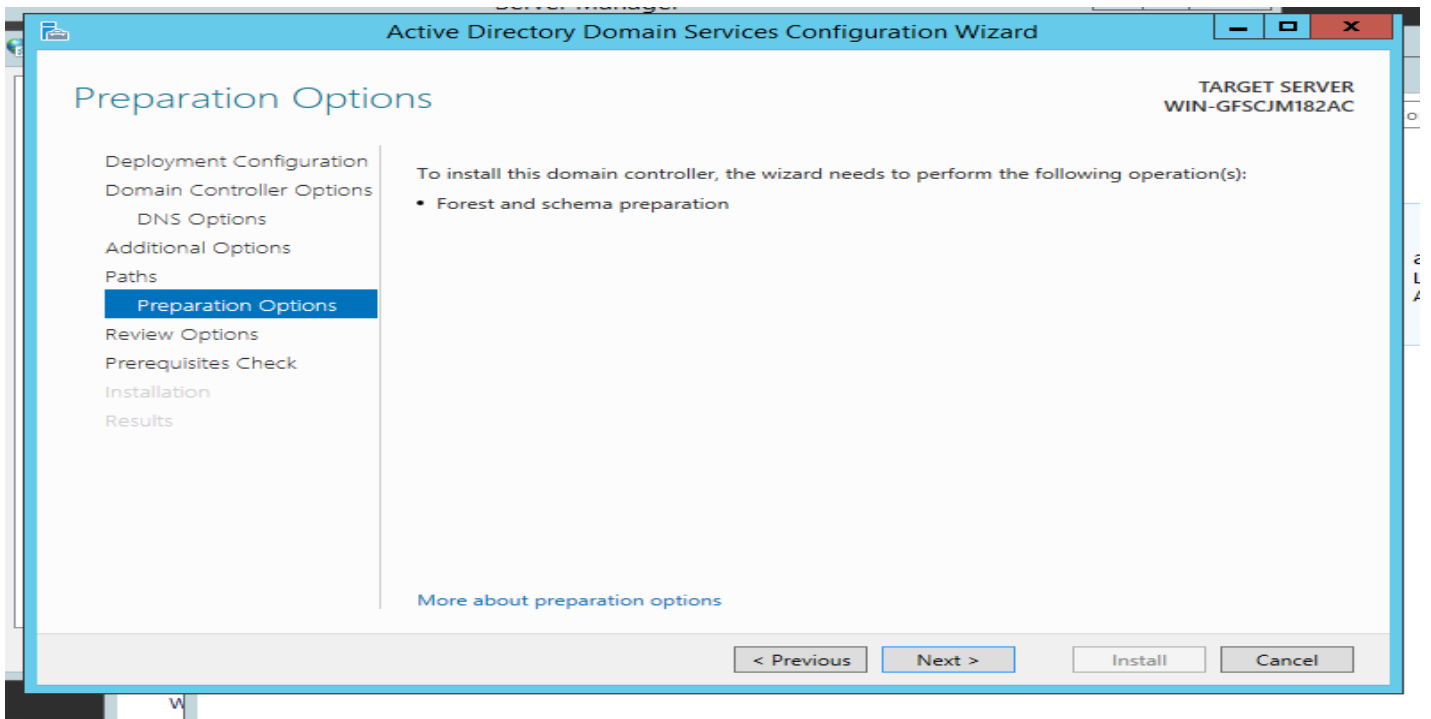 Active Directory Domain Services Configuration Wizard
Preparation Options
TARGET SERVER
WIN-GFSCJM182AC
Deployment Configuration
Domain Controller Options
DNS Options
Additional Options
Paths
Preparation Options
Review Options
Prerequisites Check
Installation
Results
To install this domain controller, the wizard needs to perform the following operation(s):
• Forest and schema preparation
More about preparation options
< Previous
Next >
Install
Cancel